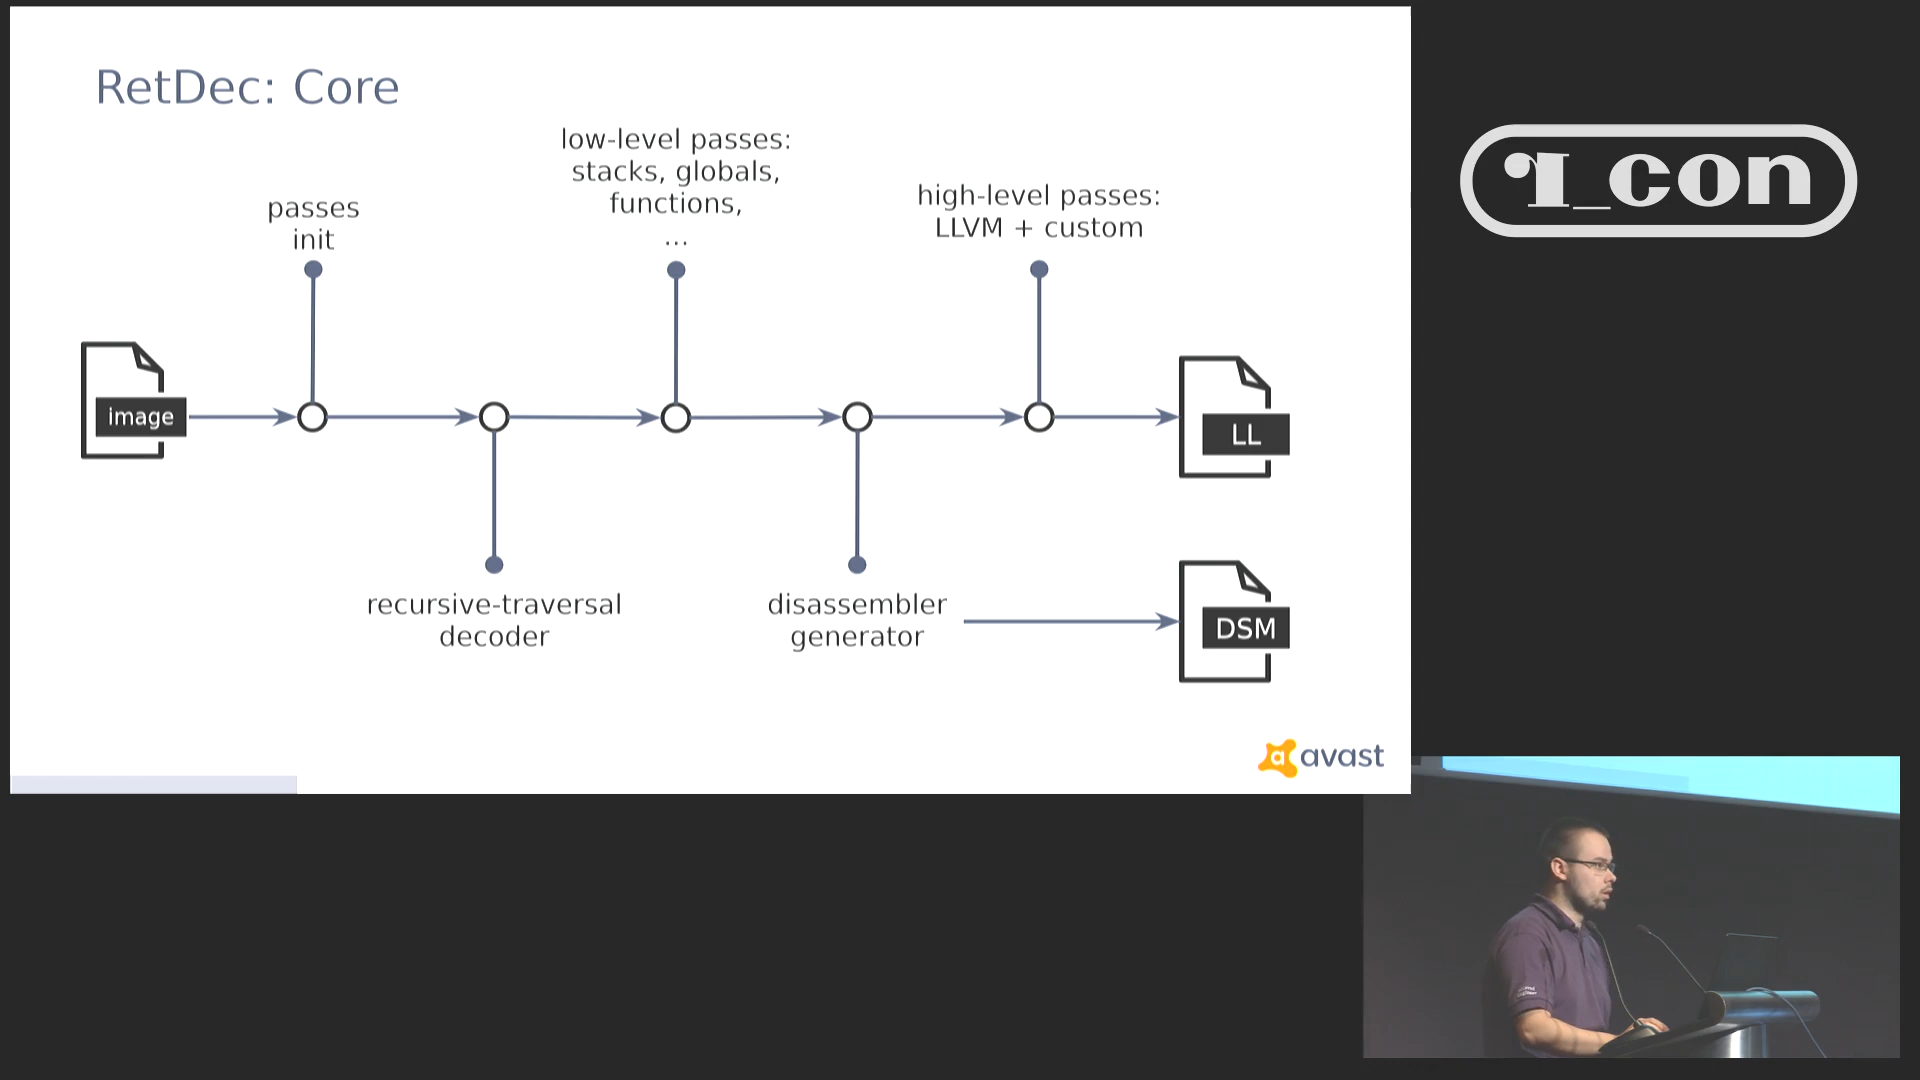 RetDec: Core
low-level passes:
stacks, globals,
functions,
...
passes
init
high-level passes:
LLVM + custom
image
LL
recursive-traversal
decoder
disassembler
generator
DSM
a avast
r_con